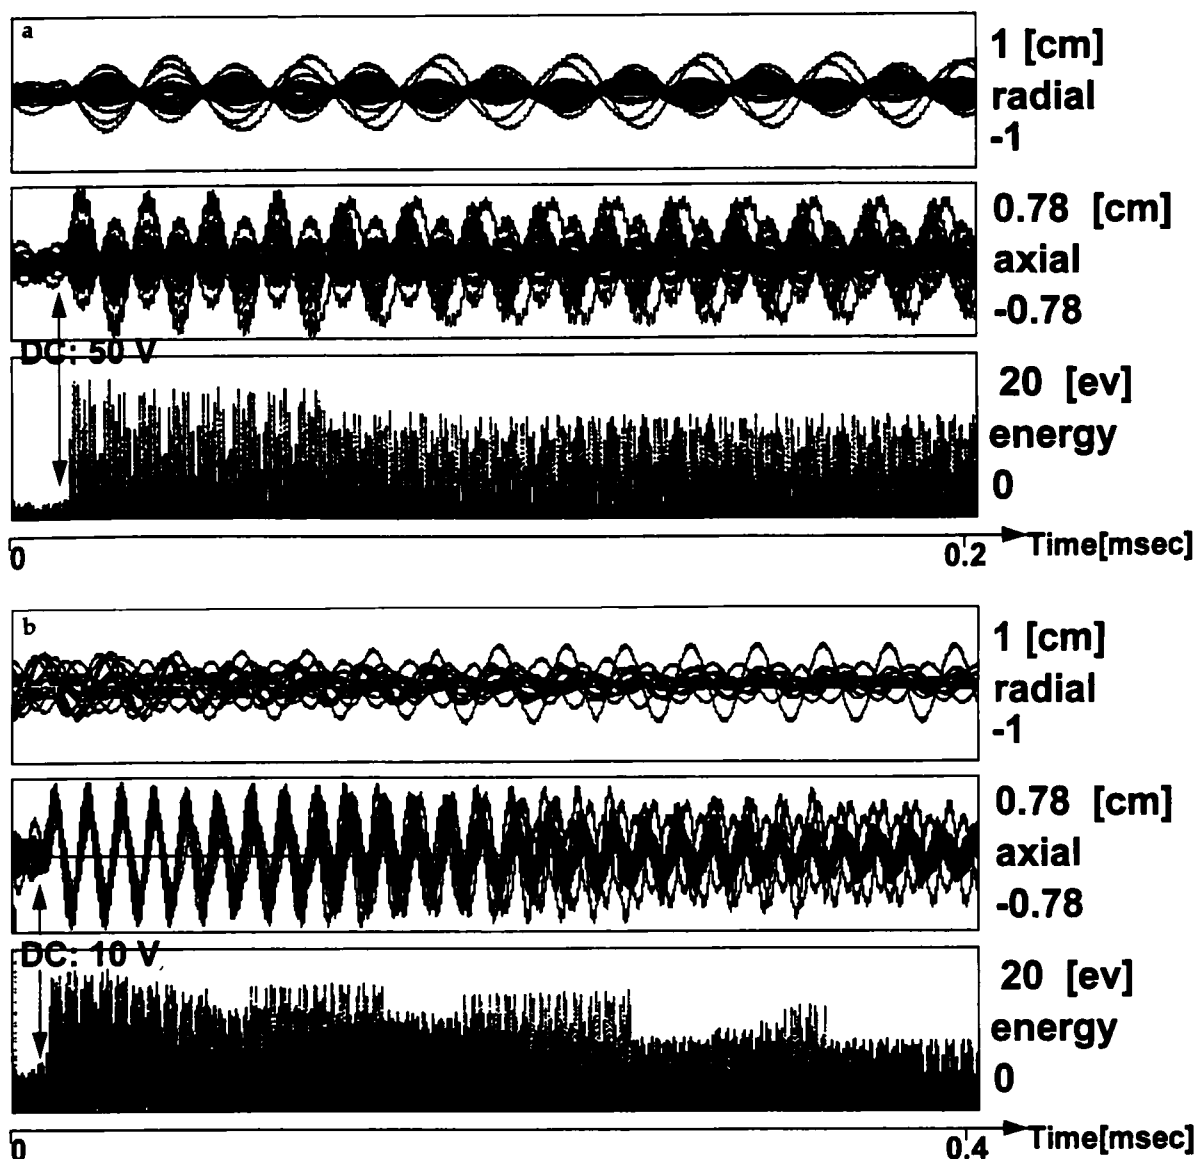 a
1 [cm]
radial
-1
0.78 [cm]
axial
-0.78
DC: 50 V
20 [ev]
energy
0
0
0.2
Time[msec]
b
1 [cm]
radial
-1
0.78 [cm]
axial
-0.78
DC: 10 V
20 [ev]
energy
0
0
0.4
Time[msec]